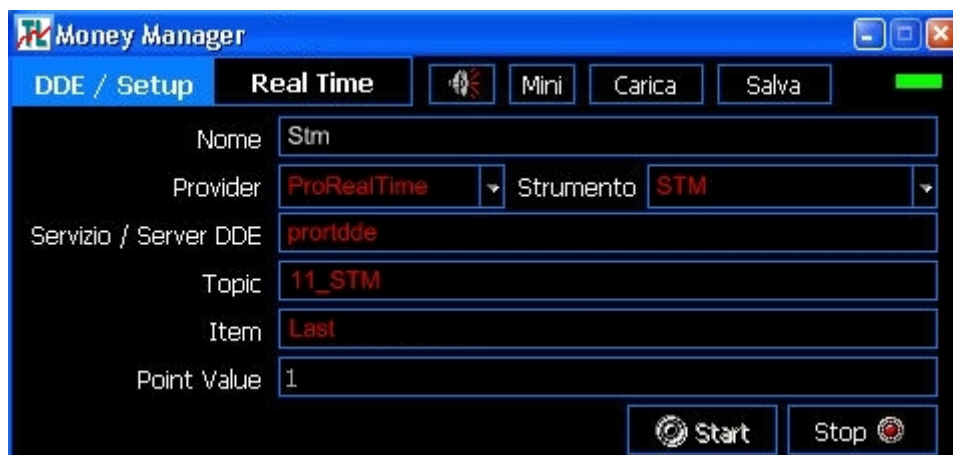 TL Money Manager
DDE / Setup Real Time Mini Carica Salva
Nome Stm
Provider ProRealTime Strumento STM
Servizio / Server DDE prortdde
Topic 11_STM
Item Last
Point Value 1
Start Stop